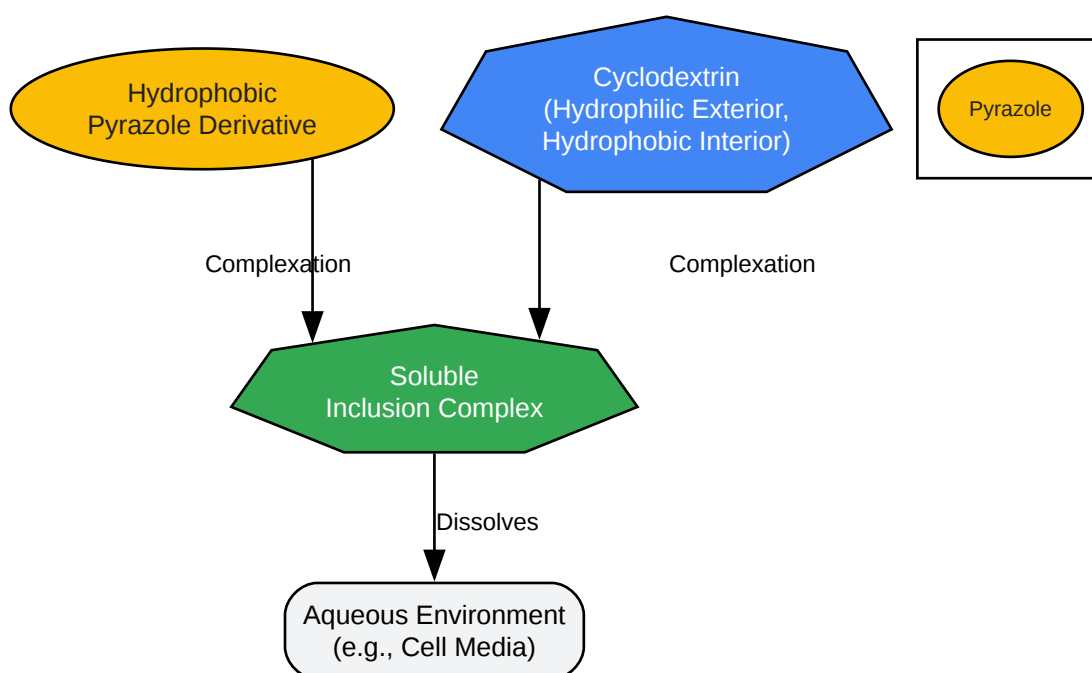 Hydrophobic
Pyrazole Derivative
Cyclodextrin
(Hydrophilic Exterior,
Hydrophobic Interior)
Pyrazole
Complexation
Complexation
Soluble
Inclusion Complex
Dissolves
Aqueous Environment
(e.g., Cell Media)